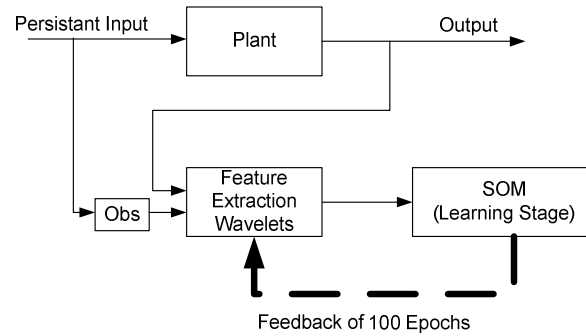 Persistant Input
Plant
Output
Obs
Feature
Extraction
Wavelets
SOM
(Learning Stage)
Feedback of 100 Epochs